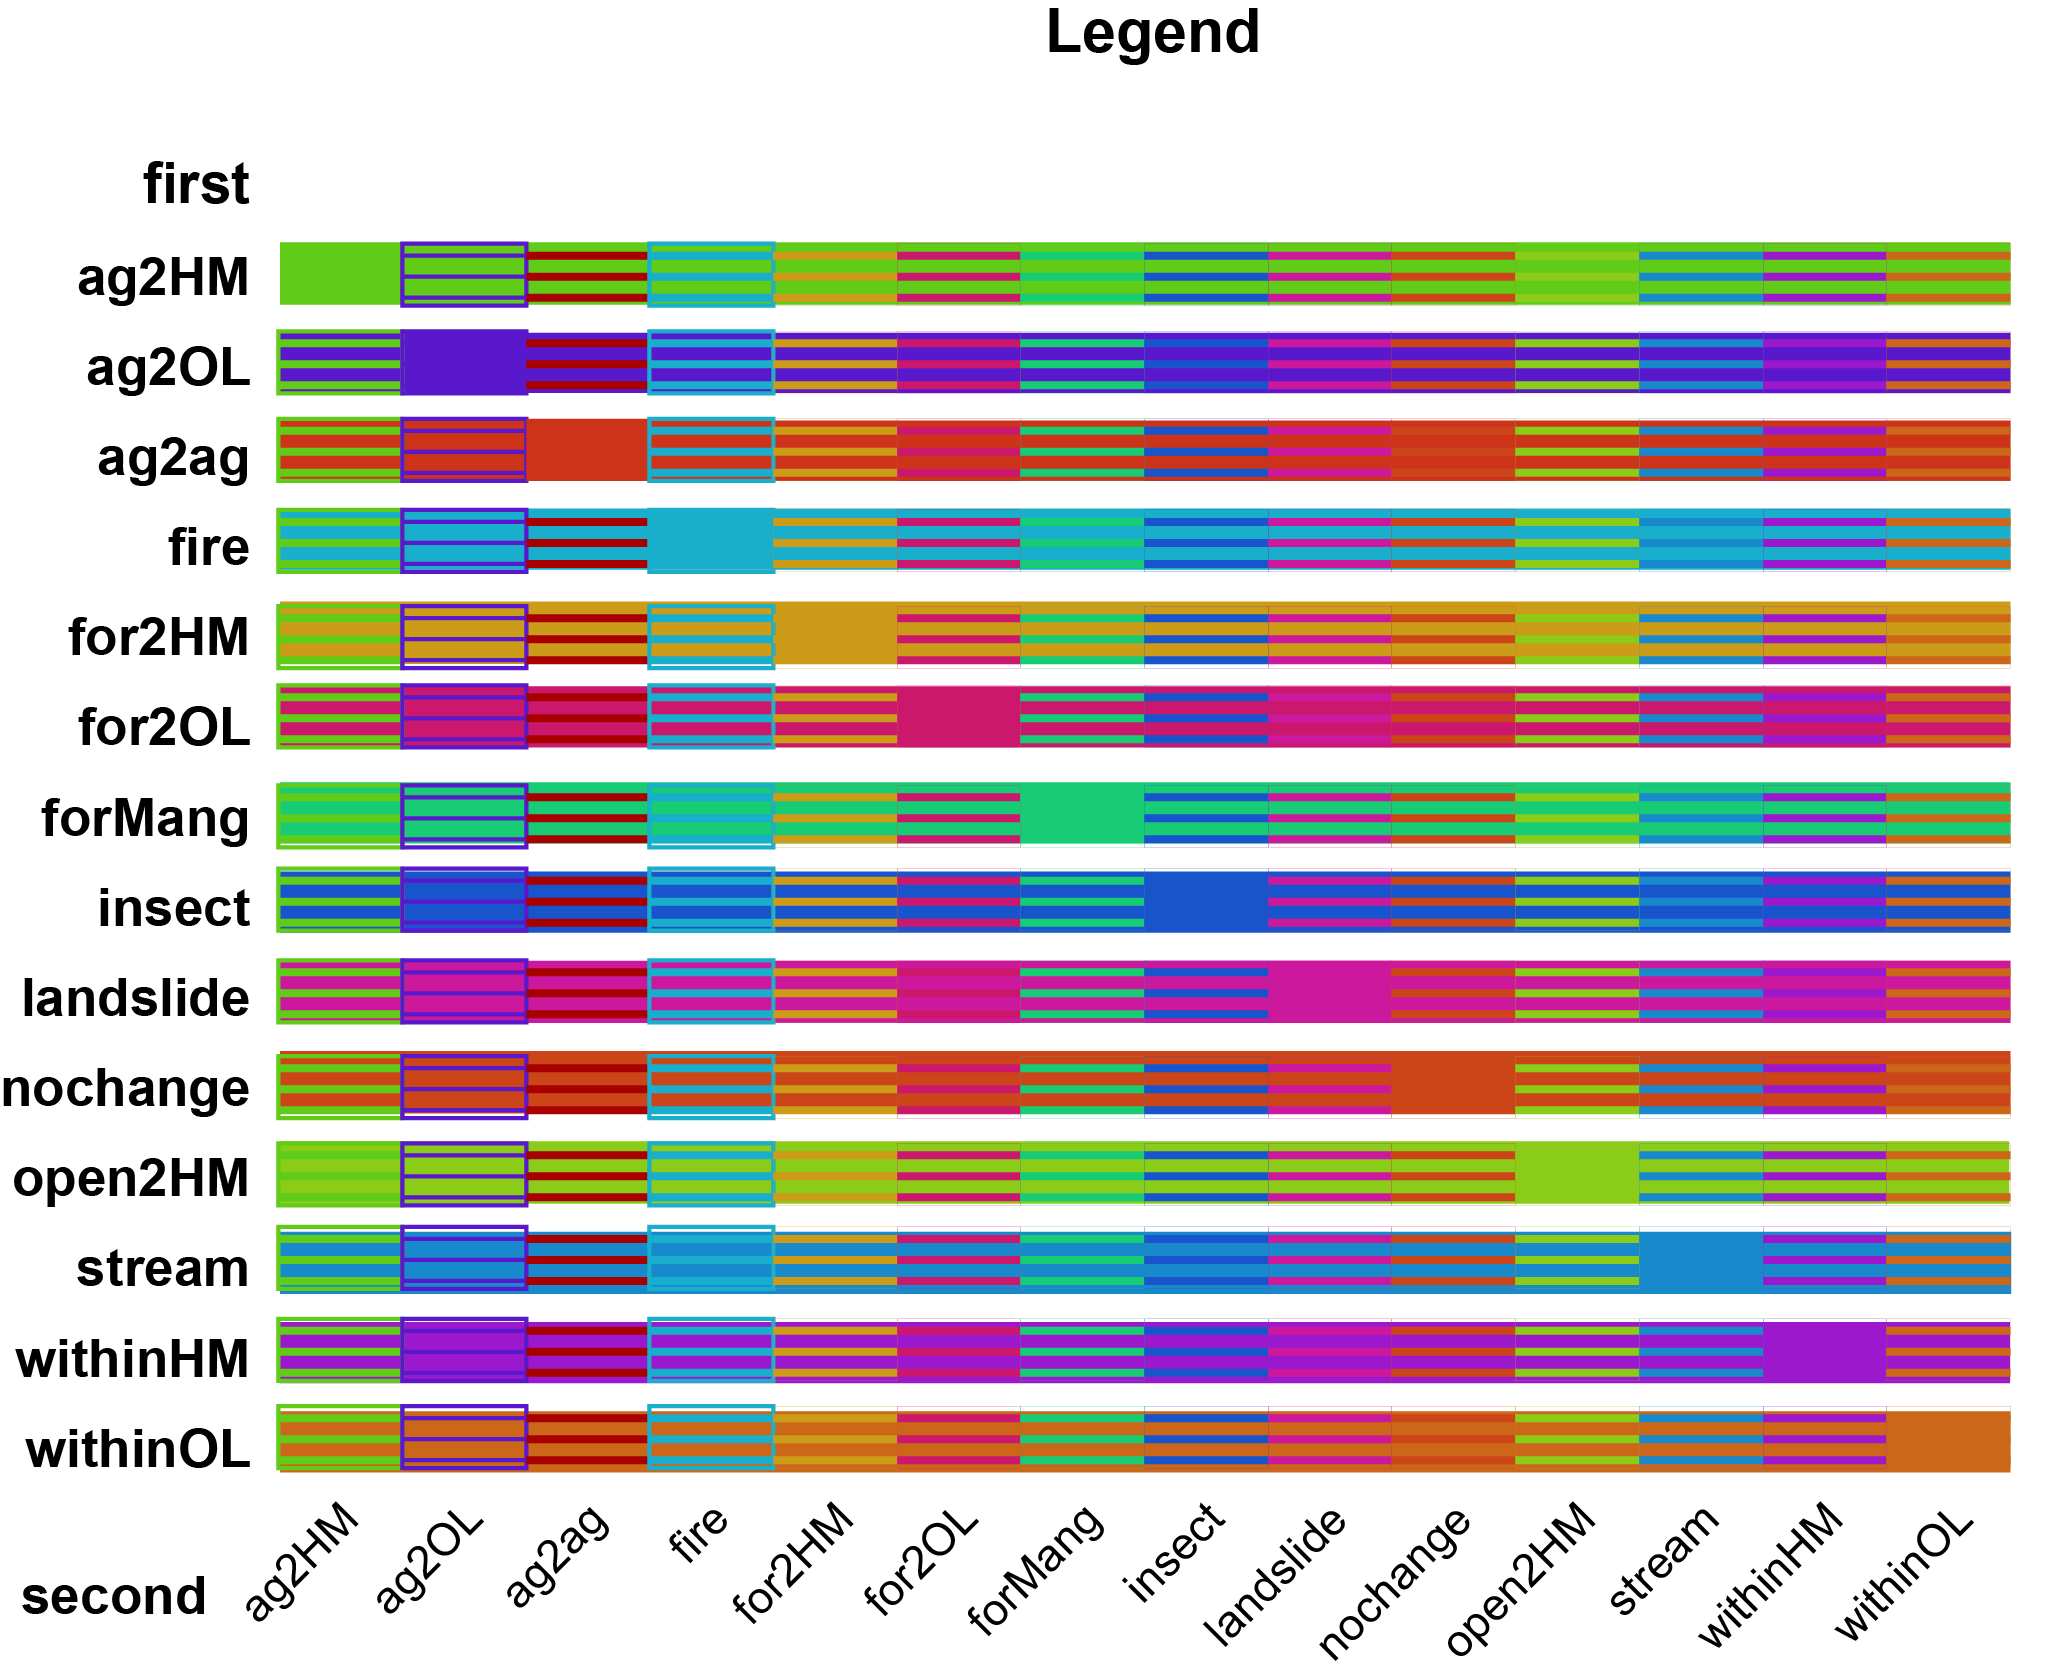 Legend
first
ag2HM
ag2OL
ag2ag
fire
for2HM
for2OL
forMang
insect
landslide
nochange
open2HM
stream
withinHM
withinOL
second
ag2HM
ag2OL
ag2ag
fire
for2HM
for2OL
forMang
insect
landslide
nochange
open2HM
stream
withinHM
withinOL